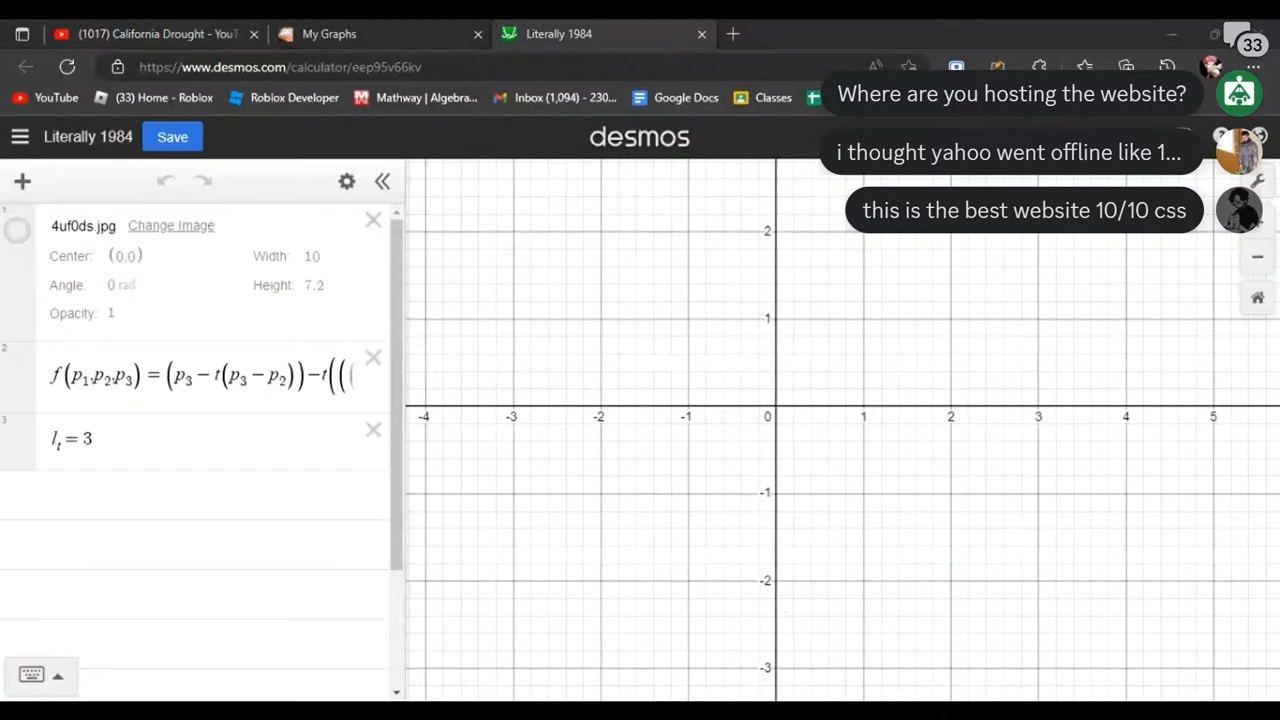 (1017) California Drought - YouT
My Graphs
Literally 1984
33
https://www.desmos.com/calculator/eep95v66kv
YouTube
(33) Home - Roblox
Roblox Developer
Mathway | Algebra...
Inbox (1,094) - 230...
Google Docs
Classes
Where are you hosting the website?
i thought yahoo went offline like 1...
this is the best website 10/10 css
Literally 1984
Save
desmos
1
4uf0ds.jpg Change Image
Center: (0,0) Width: 10
Angle: 0 rad Height: 7.2
Opacity: 1
2
f(p₁,p₂,p₃) = (p₃ − t(p₃ − p₂)) − t(((
3
lₜ = 3
2
1
-4 -3 -2 -1 0 1 2 3 4 5
-1
-2
-3